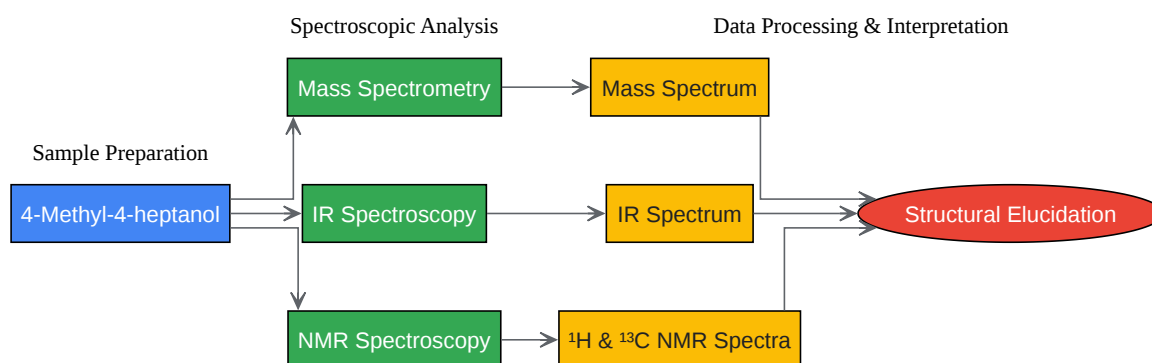 Spectroscopic Analysis
Data Processing & Interpretation
Mass Spectrometry
Mass Spectrum
Sample Preparation
4-Methyl-4-heptanol
IR Spectroscopy
IR Spectrum
Structural Elucidation
NMR Spectroscopy
¹H & ¹³C NMR Spectra